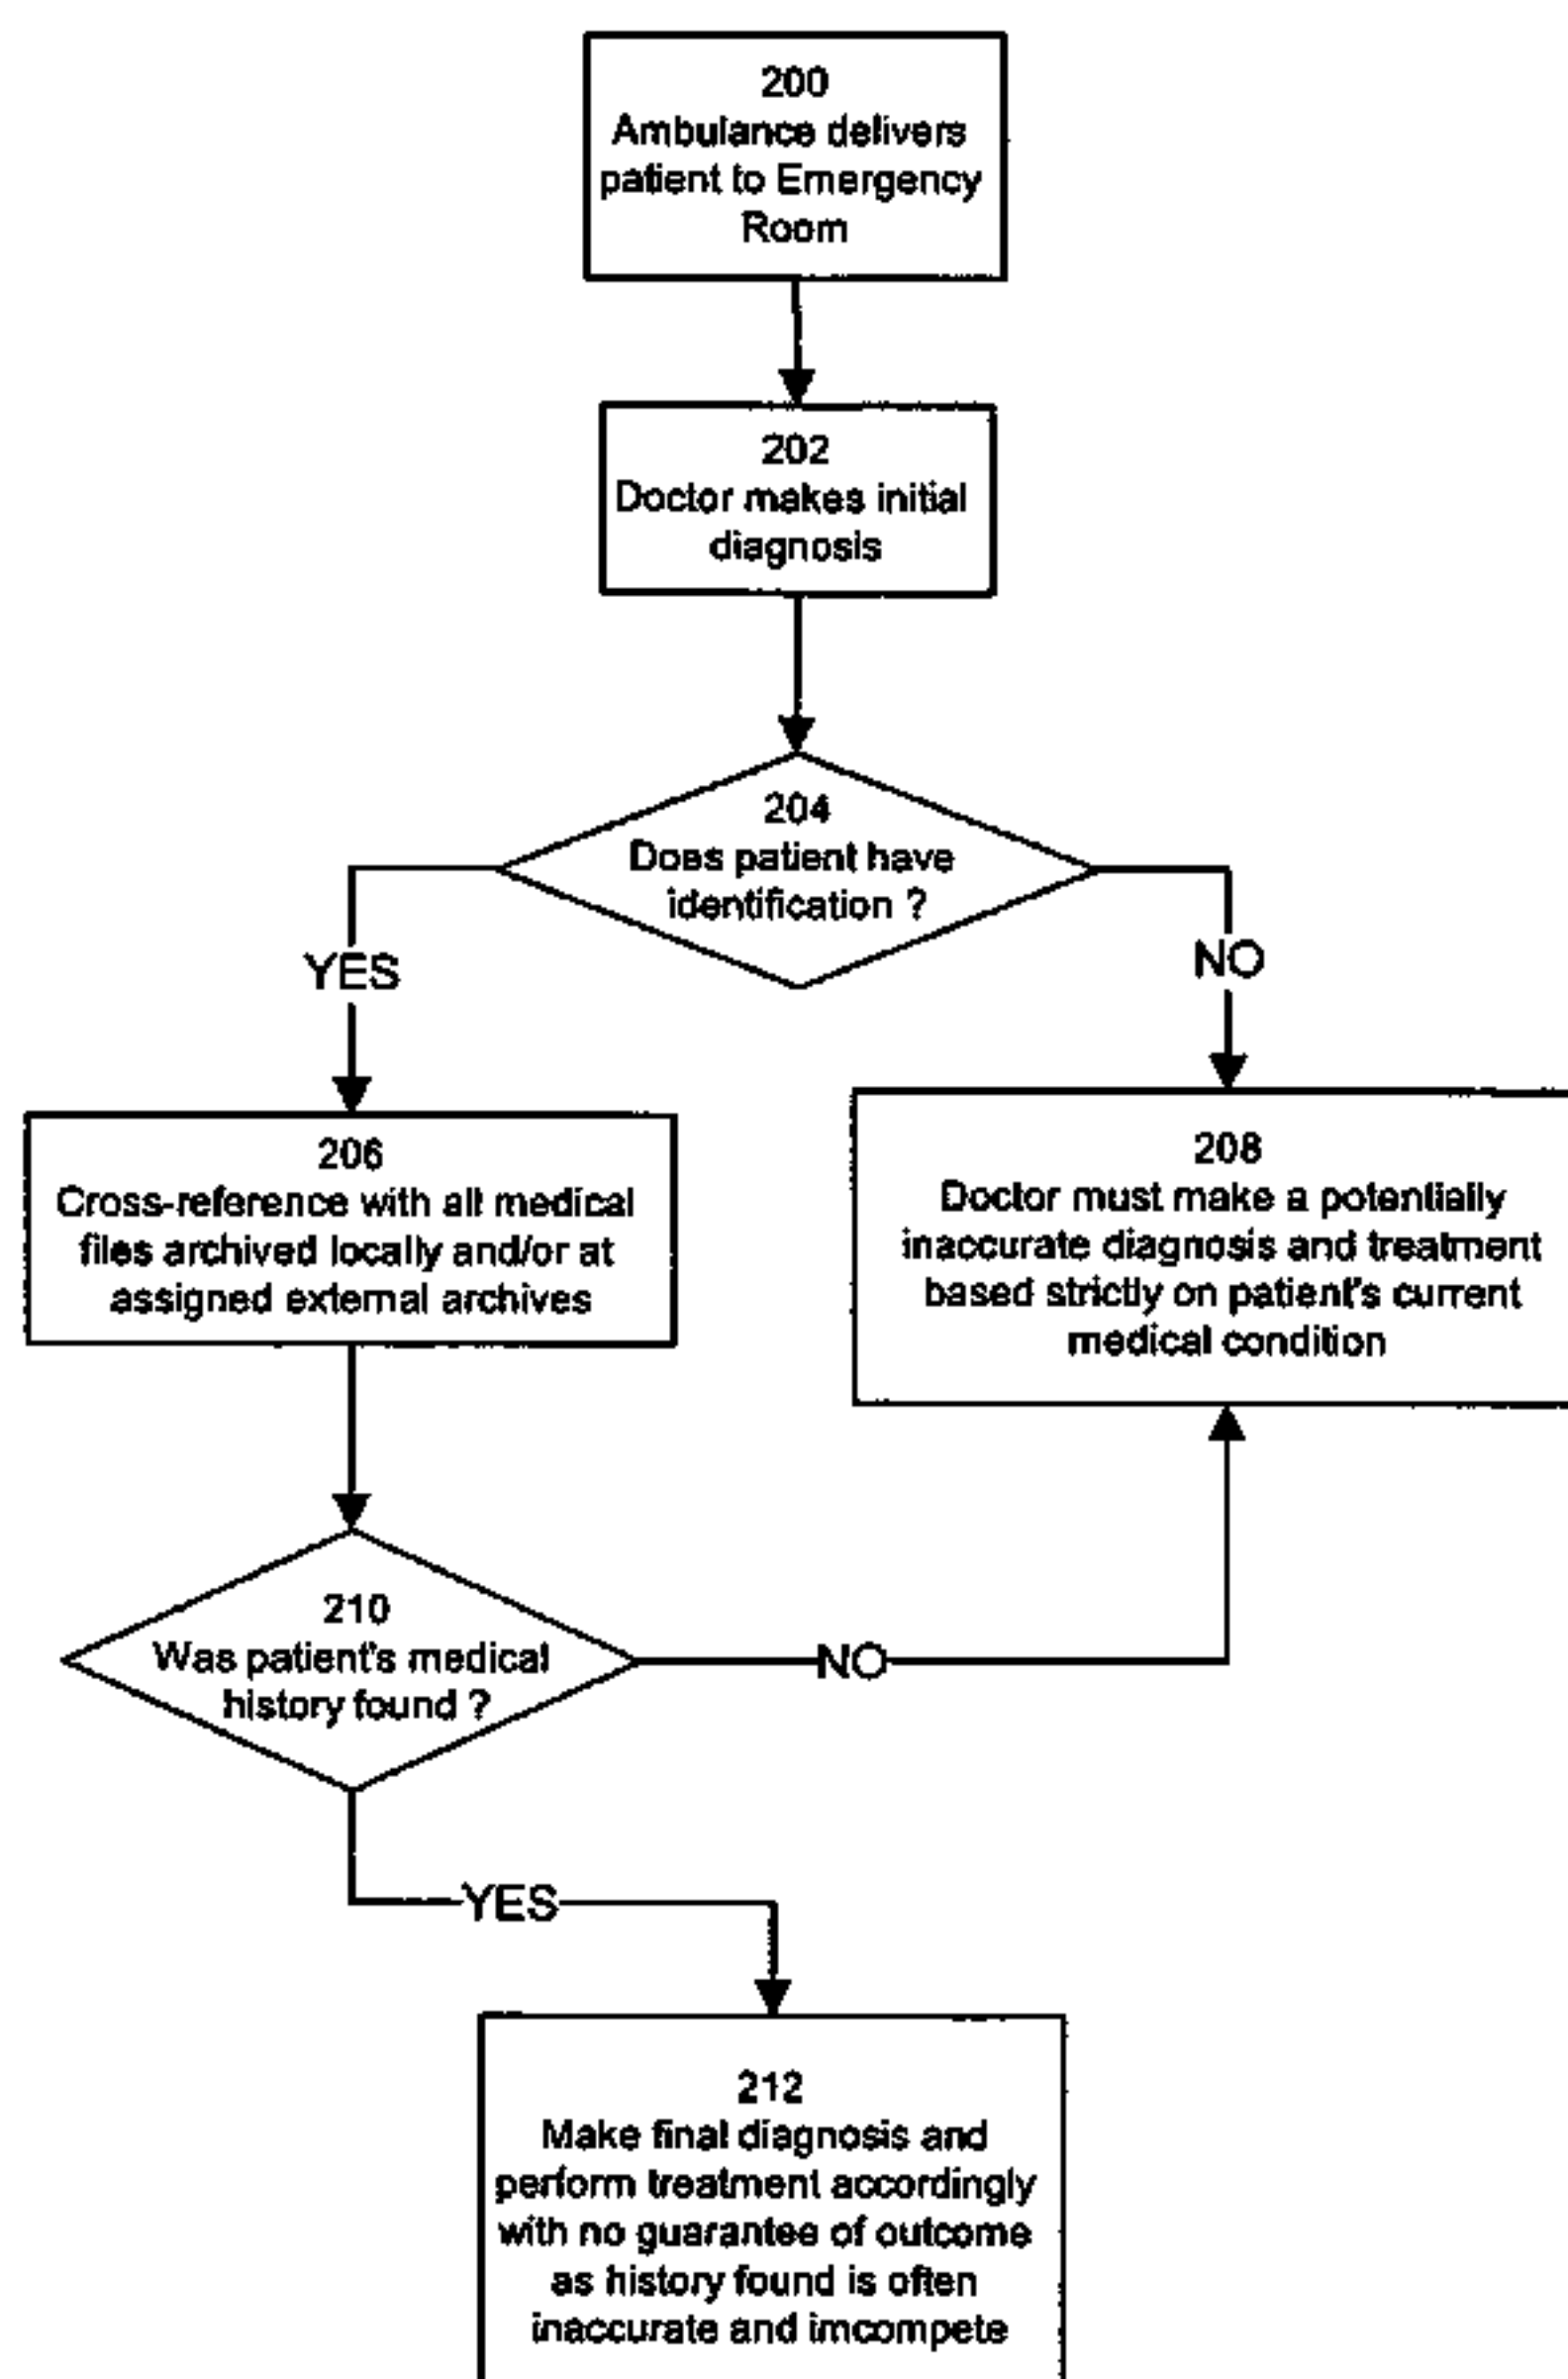 200
Ambulance delivers
patient to Emergency
Room
202
Doctor makes initial
diagnosis
204
Does patient have
identification ?
YES
NO
206
Cross-reference with all medical
files archived locally and/or at
assigned external archives
208
Doctor must make a potentially
inaccurate diagnosis and treatment
based strictly on patient's current
medical condition
210
Was patient's medical
history found ?
NO
YES
212
Make final diagnosis and
perform treatment accordingly
with no guarantee of outcome
as history found is often
inaccurate and imcompete